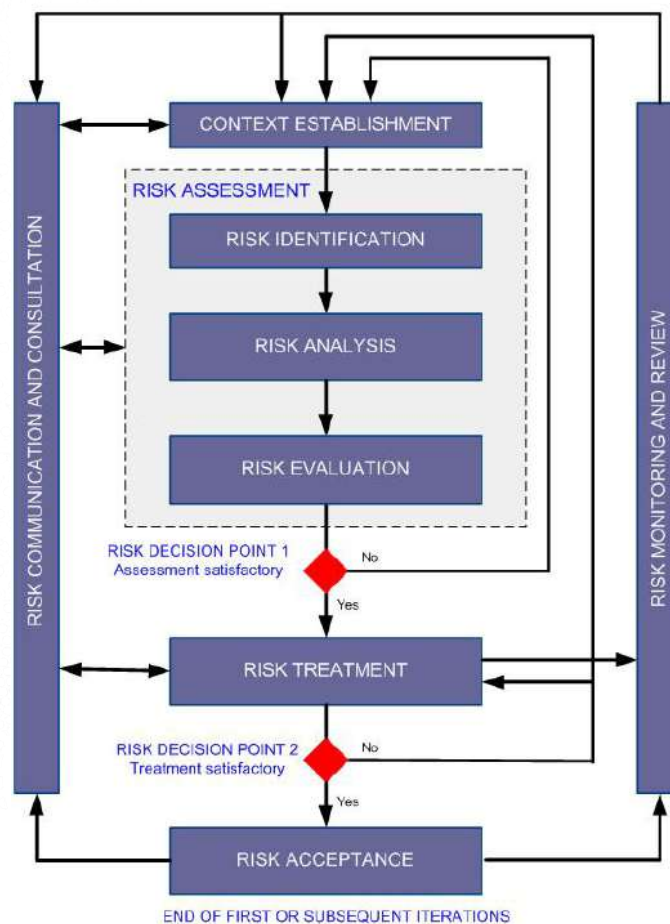 CONTEXT ESTABLISHMENT
RISK ASSESSMENT
RISK IDENTIFICATION
RISK ANALYSIS
RISK EVALUATION
RISK DECISION POINT 1
Assessment satisfactory
No
Yes
RISK TREATMENT
RISK DECISION POINT 2
Treatment satisfactory
No
Yes
RISK ACCEPTANCE
END OF FIRST OR SUBSEQUENT ITERATIONS
RISK COMMUNICATION AND CONSULTATION
RISK MONITORING AND REVIEW